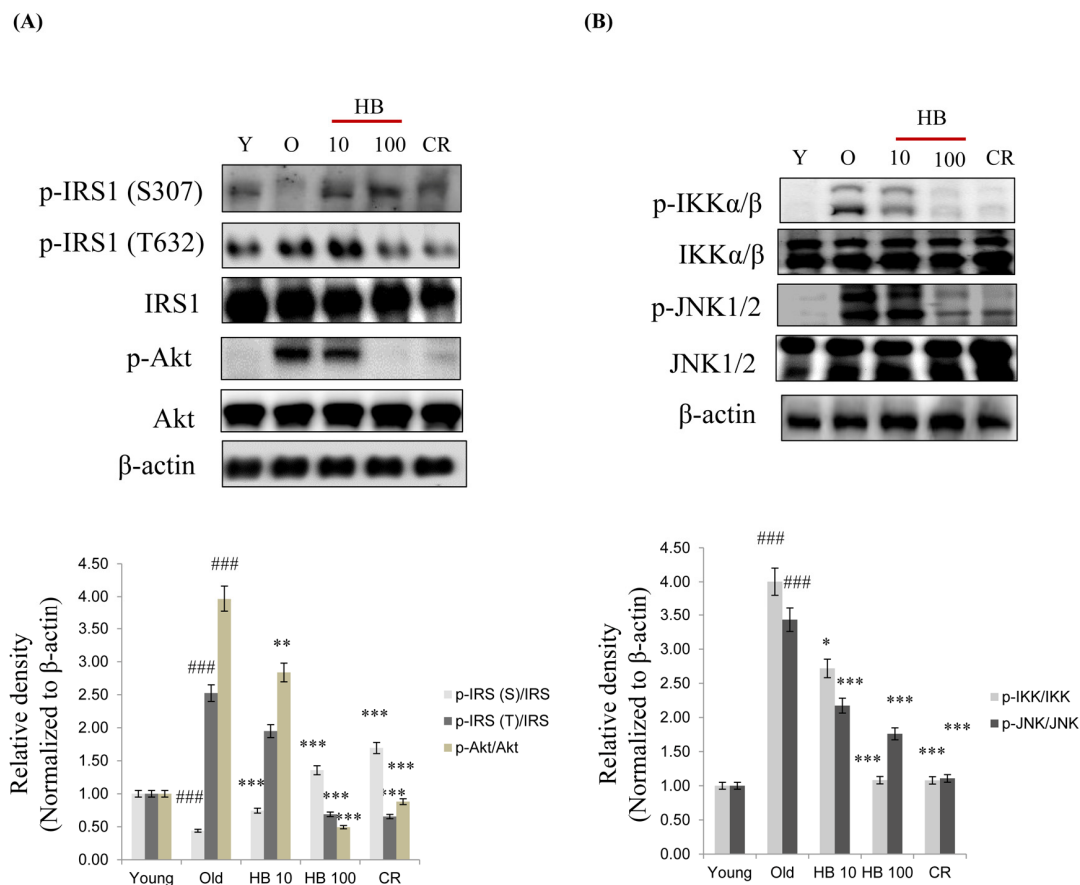 (A)
HB
Y O 10 100 CR
p-IRS1 (S307)
p-IRS1 (T632)
IRS1
p-Akt
Akt
β-actin
Relative density
(Normalized to β-actin)
4.50
4.00
3.50
3.00
2.50
2.00
1.50
1.00
0.50
0.00
###
###
###
***
**
***
***
***
***
***
***
Young Old HB 10 HB 100 CR
p-IRS (S)/IRS
p-IRS (T)/IRS
p-Akt/Akt
(B)
HB
Y O 10 100 CR
p-IKKα/β
IKKα/β
p-JNK1/2
JNK1/2
β-actin
Relative density
(Normalized to β-actin)
4.50
4.00
3.50
3.00
2.50
2.00
1.50
1.00
0.50
0.00
###
###
*
***
***
***
***
***
Young Old HB 10 HB 100 CR
p-IKK/IKK
p-JNK/JNK